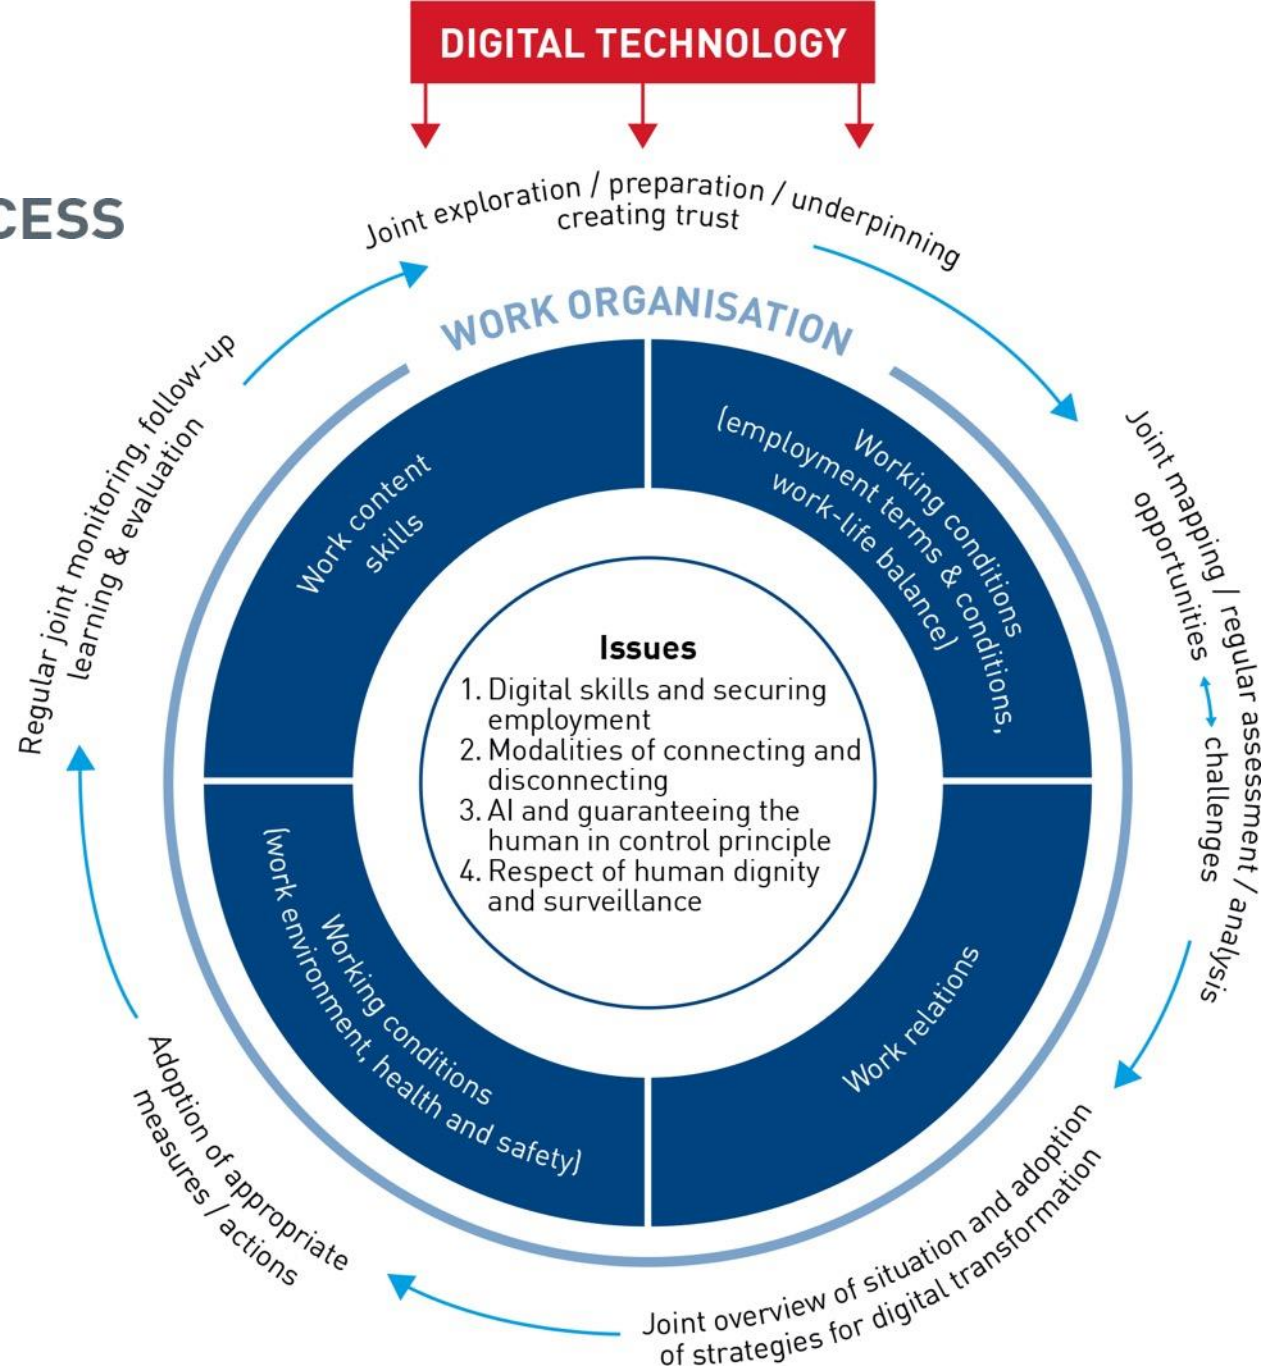 DIGITAL TECHNOLOGY
CESS
Joint exploration / preparation / underpinning
creating trust
WORK ORGANISATION
Joint mapping / regular assessment / analysis
opportunities
challenges
Joint overview of situation and adoption
of strategies for digital transformation
Adoption of appropriate
measures / actions
Regular joint monitoring, follow-up
learning & evaluation
Work content
skills
Working conditions
(employment terms & conditions,
work-life balance)
Work relations
Working conditions
(work environment, health and safety)
Issues
1. Digital skills and securing
employment
2. Modalities of connecting and
disconnecting
3. AI and guaranteeing the
human in control principle
4. Respect of human dignity
and surveillance